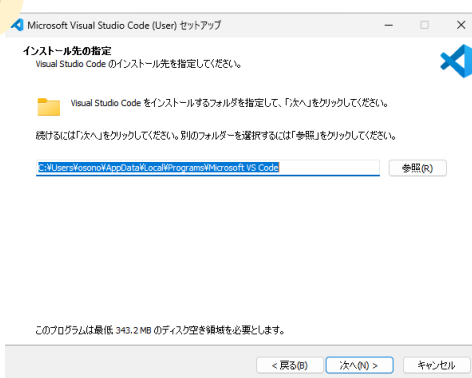 Microsoft Visual Studio Code (User) セットアップ
インストール先の指定
Visual Studio Code のインストール先を指定してください。
Visual Studio Code をインストールするフォルダを指定して、「次へ」をクリックしてください。
続けるには「次へ」をクリックしてください。別のフォルダーを選択するには「参照」をクリックしてください。
C:¥Users¥osono¥AppData¥Local¥Programs¥Microsoft VS Code
参照(R)
このプログラムは最低 343.2 MB のディスク空き領域を必要とします。
< 戻る(B)
次へ(N) >
キャンセル